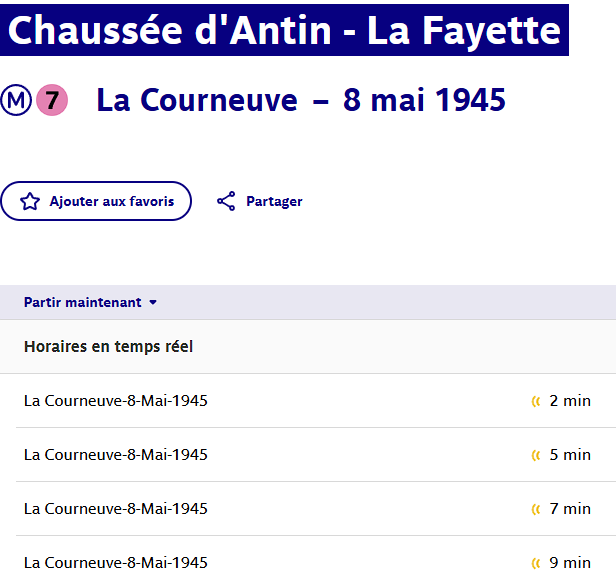 Chaussée d'Antin - La Fayette
M 7 La Courneuve – 8 mai 1945
Ajouter aux favoris Partager
Partir maintenant
Horaires en temps réel
La Courneuve-8-Mai-1945 2 min
La Courneuve-8-Mai-1945 5 min
La Courneuve-8-Mai-1945 7 min
La Courneuve-8-Mai-1945 9 min